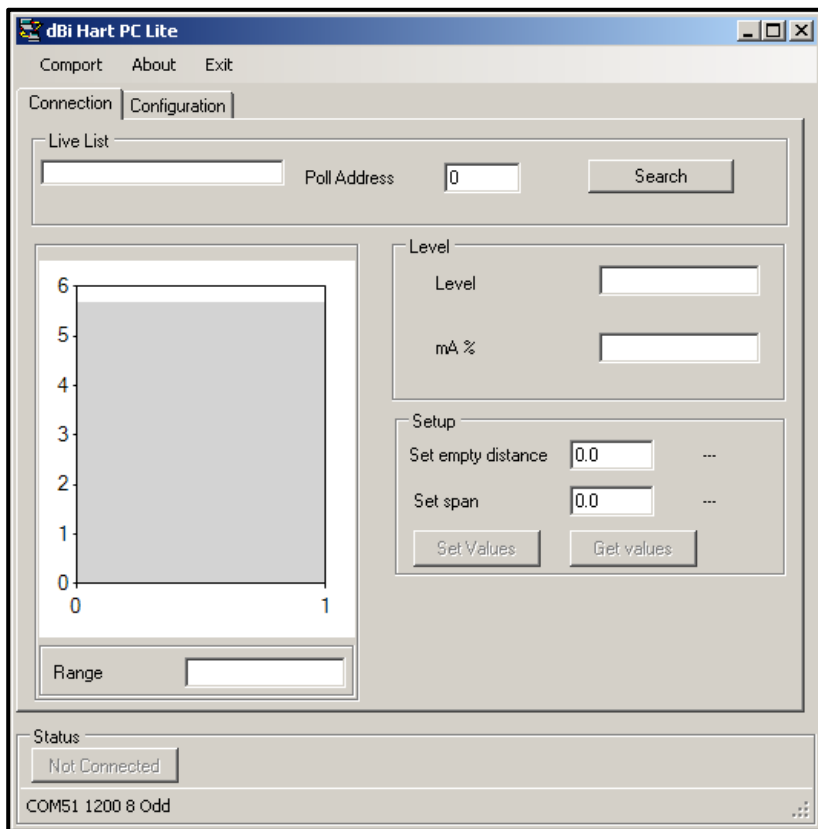 dBi Hart PC Lite
Comport About Exit
Connection Configuration
Live List
Poll Address 0 Search
6
5
4
3
2
1
0
0 1
Range
Level
Level
mA %
Setup
Set empty distance 0.0 ---
Set span 0.0 ---
Set Values Get values
Status
Not Connected
COM51 1200 8 Odd